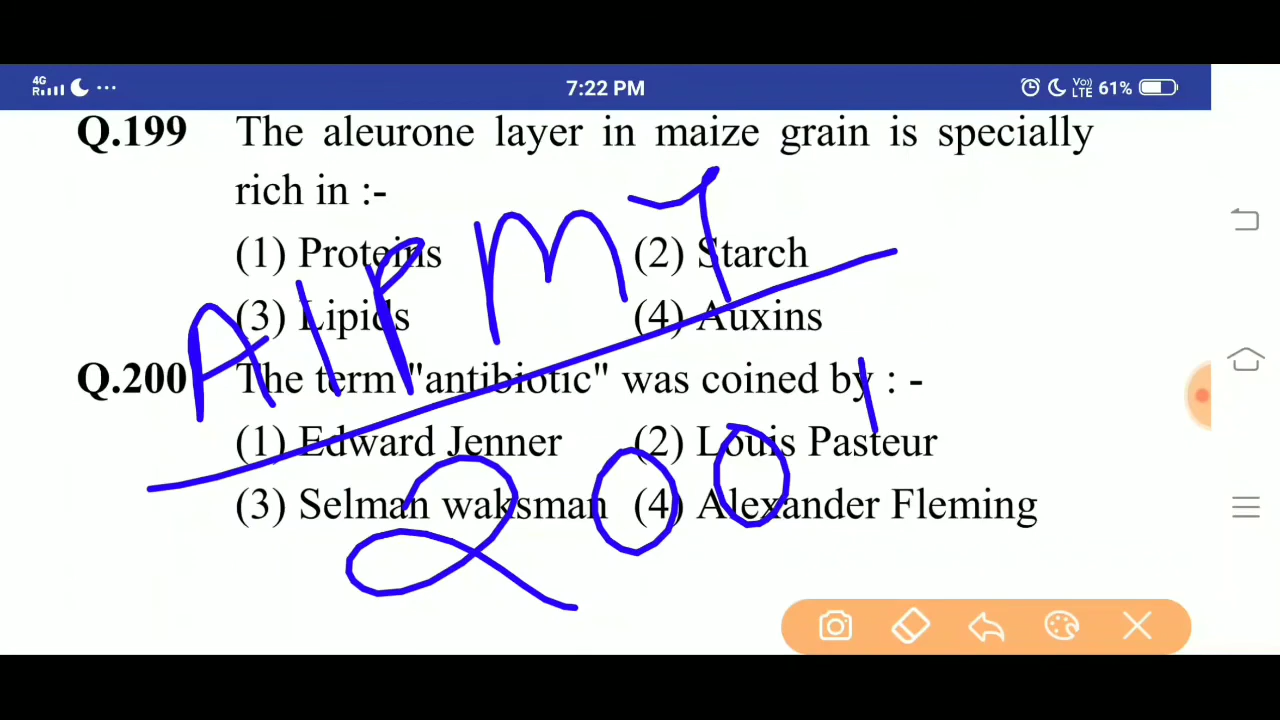 4G R ... 7:22 PM Vo)) LTE 61%
Q.199 The aleurone layer in maize grain is specially
rich in :-
(1) Proteins (2) Starch
(3) Lipids (4) Auxins
Q.200 The term "antibiotic" was coined by : -
(1) Edward Jenner (2) Louis Pasteur
(3) Selman waksman (4) Alexander Fleming
AIPMT
2001